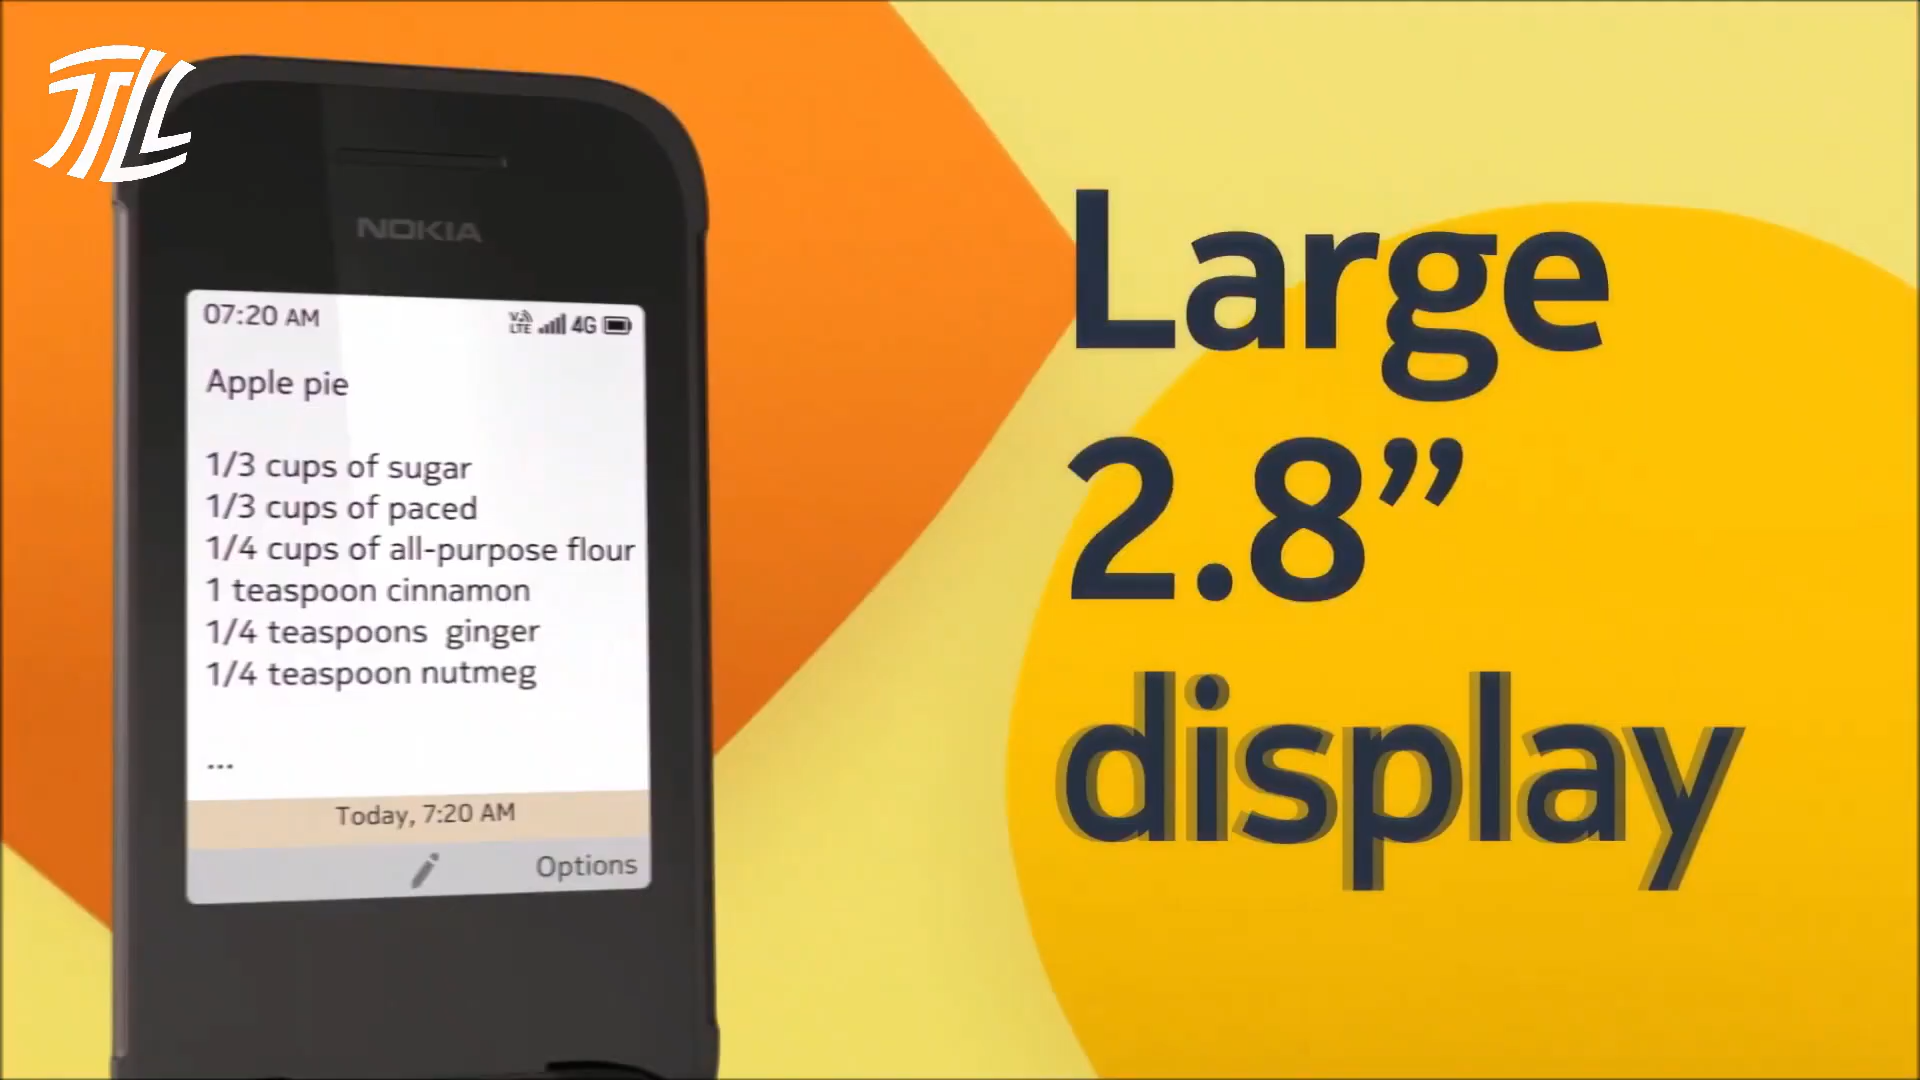 TLL
NOKIA
07:20 AM
VoLTE 4G
Apple pie
1/3 cups of sugar
1/3 cups of paced
1/4 cups of all-purpose flour
1 teaspoon cinnamon
1/4 teaspoons  ginger
1/4 teaspoon nutmeg
...
Today, 7:20 AM
Options
Large
2.8”
display